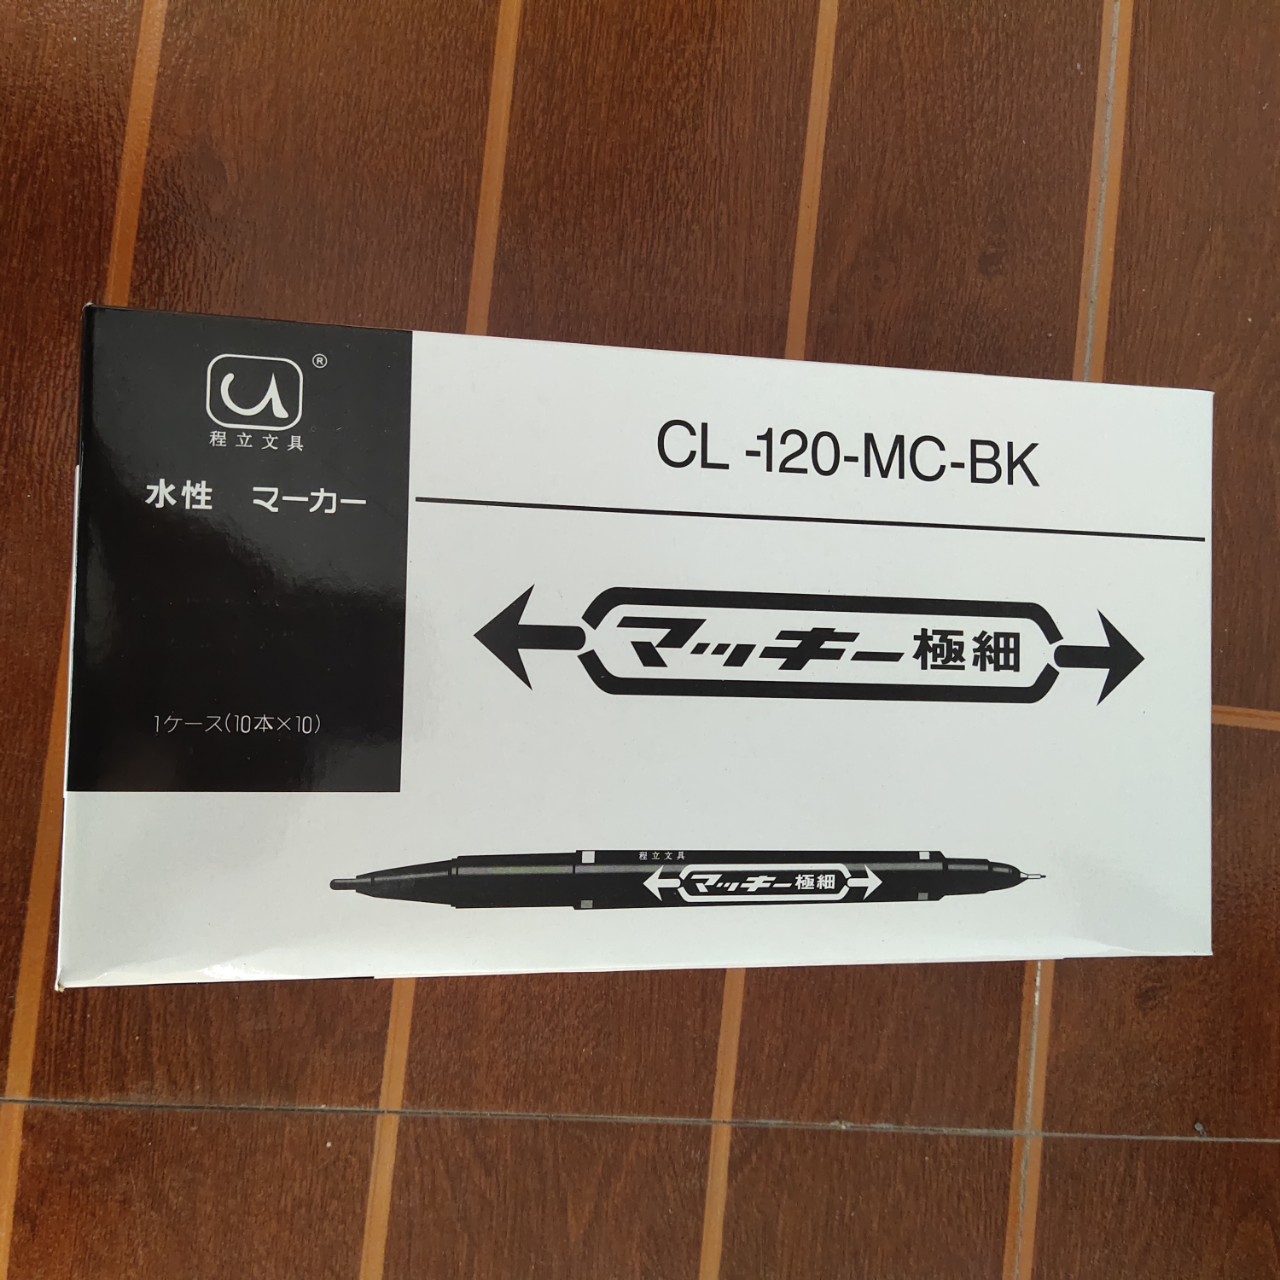 ®
程立文具
水性 マーカー
1ケース(10本×10)
CL-120-MC-BK
マッキー極細
程立文具
マッキー極細